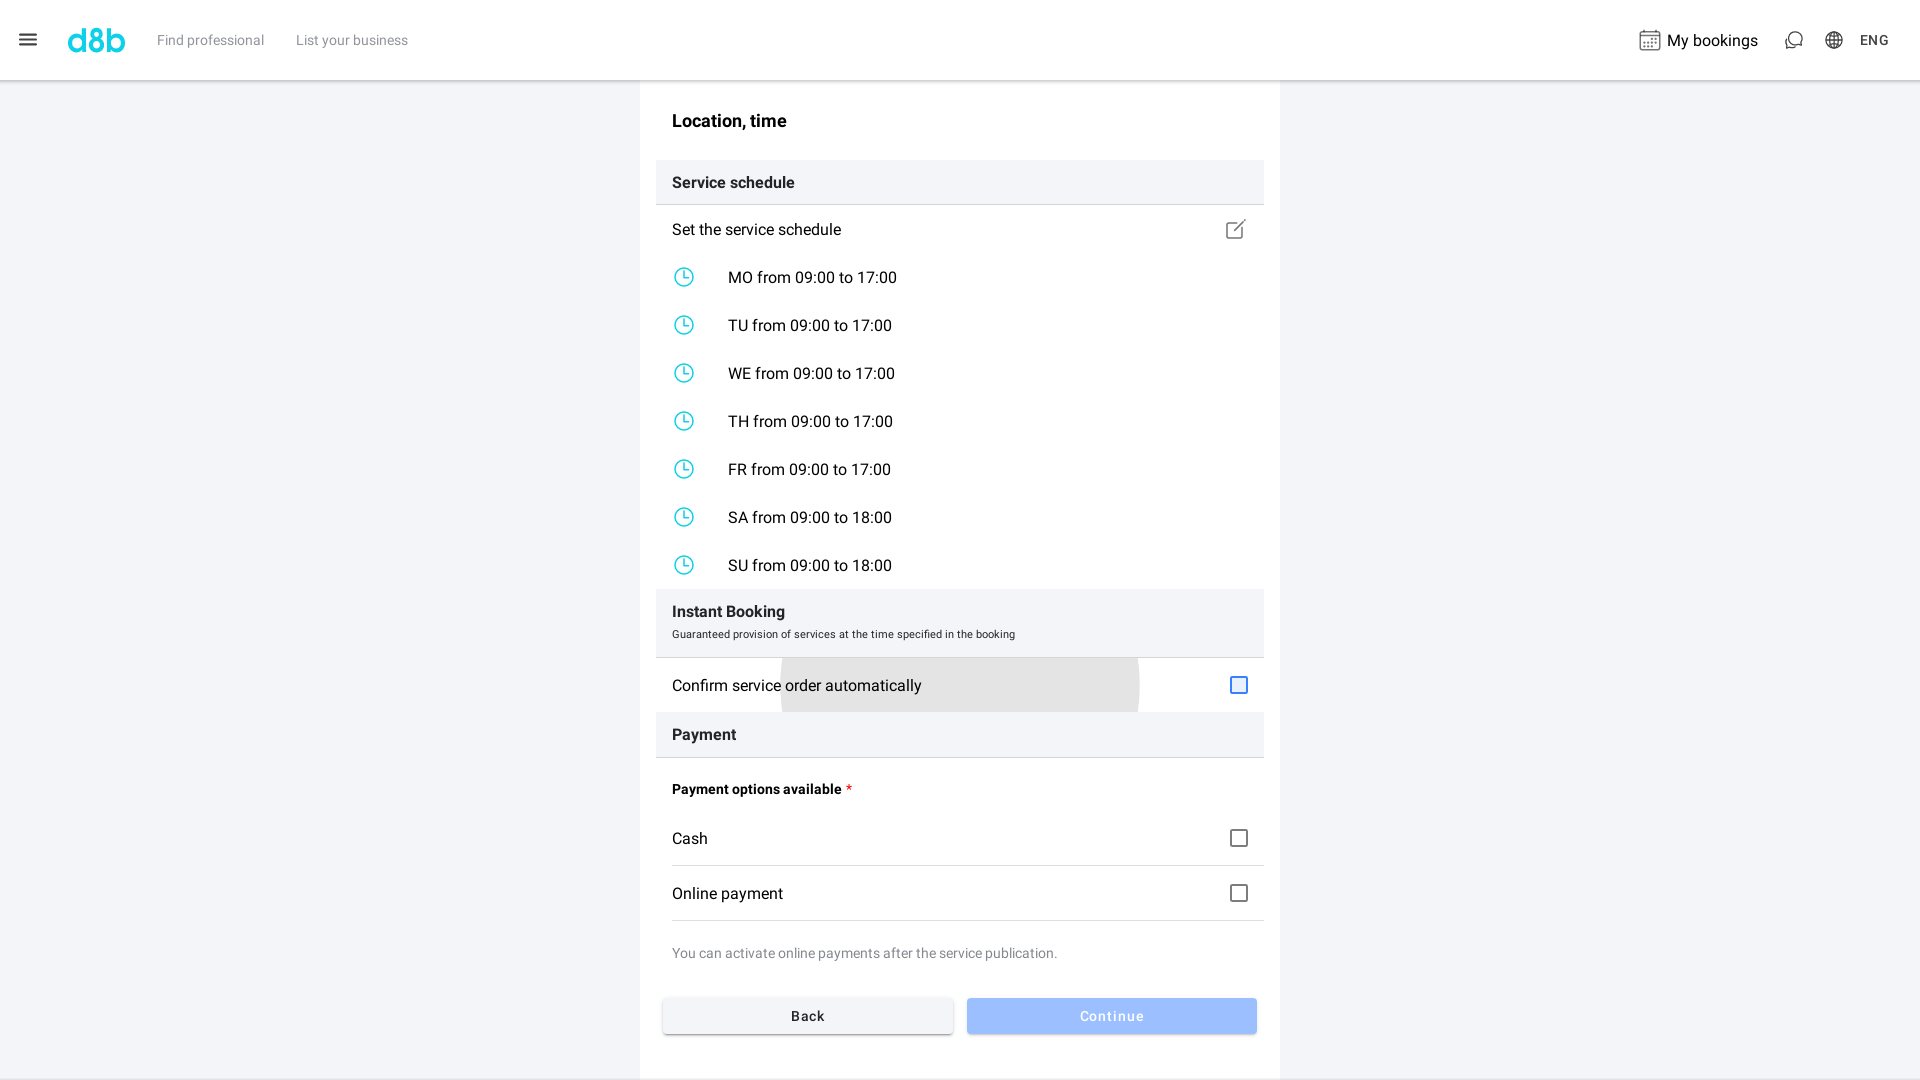 d8b
Find professional
List your business
My bookings
ENG
Location, time
Service schedule
Set the service schedule
MO from 09:00 to 17:00
TU from 09:00 to 17:00
WE from 09:00 to 17:00
TH from 09:00 to 17:00
FR from 09:00 to 17:00
SA from 09:00 to 18:00
SU from 09:00 to 18:00
Instant Booking
Guaranteed provision of services at the time specified in the booking
Confirm service order automatically
Payment
Payment options available *
Cash
Online payment
You can activate online payments after the service publication.
Back
Continue